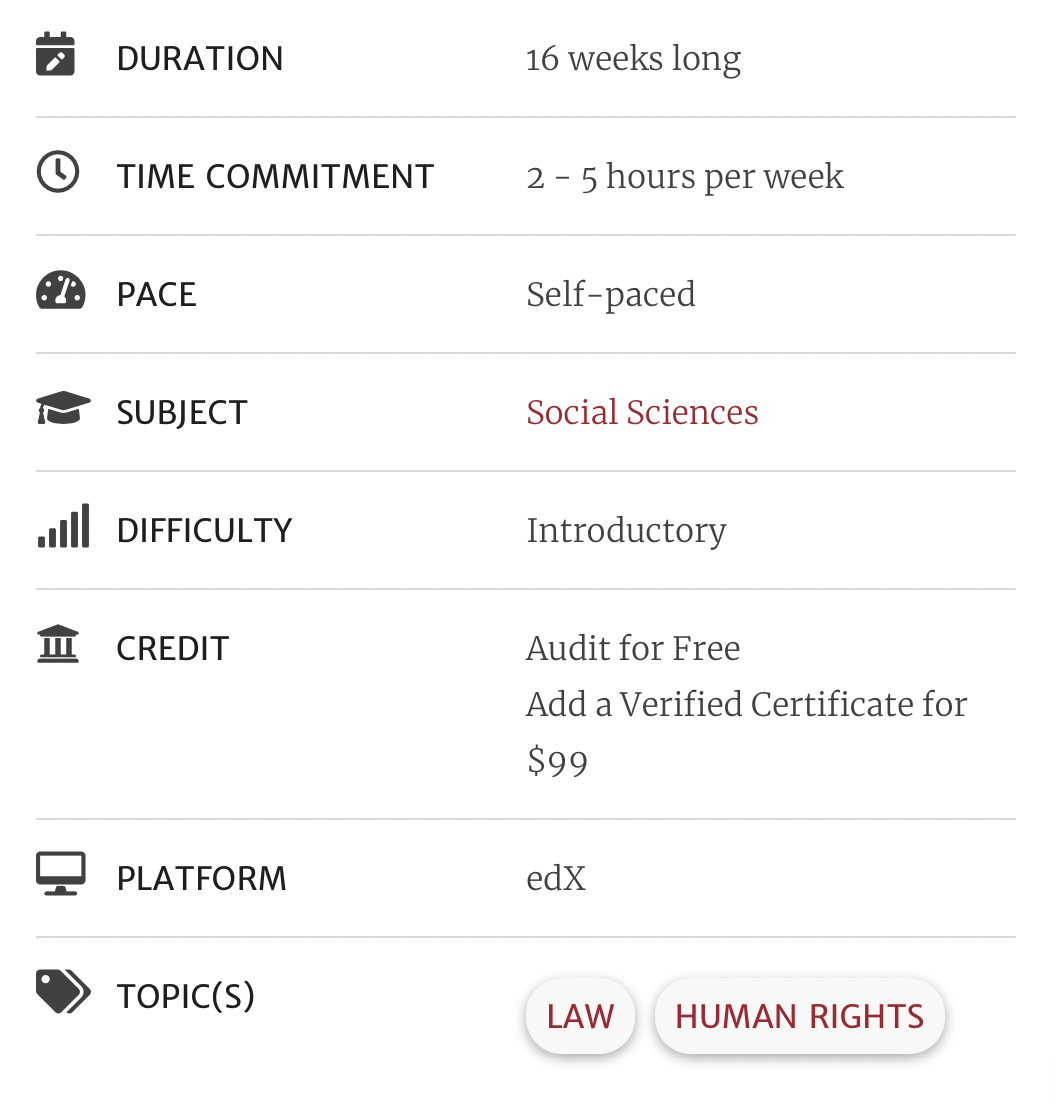 DURATION 16 weeks long
TIME COMMITMENT 2 - 5 hours per week
PACE Self-paced
SUBJECT Social Sciences
DIFFICULTY Introductory
CREDIT Audit for Free
Add a Verified Certificate for
$99
PLATFORM edX
TOPIC(S) LAW HUMAN RIGHTS